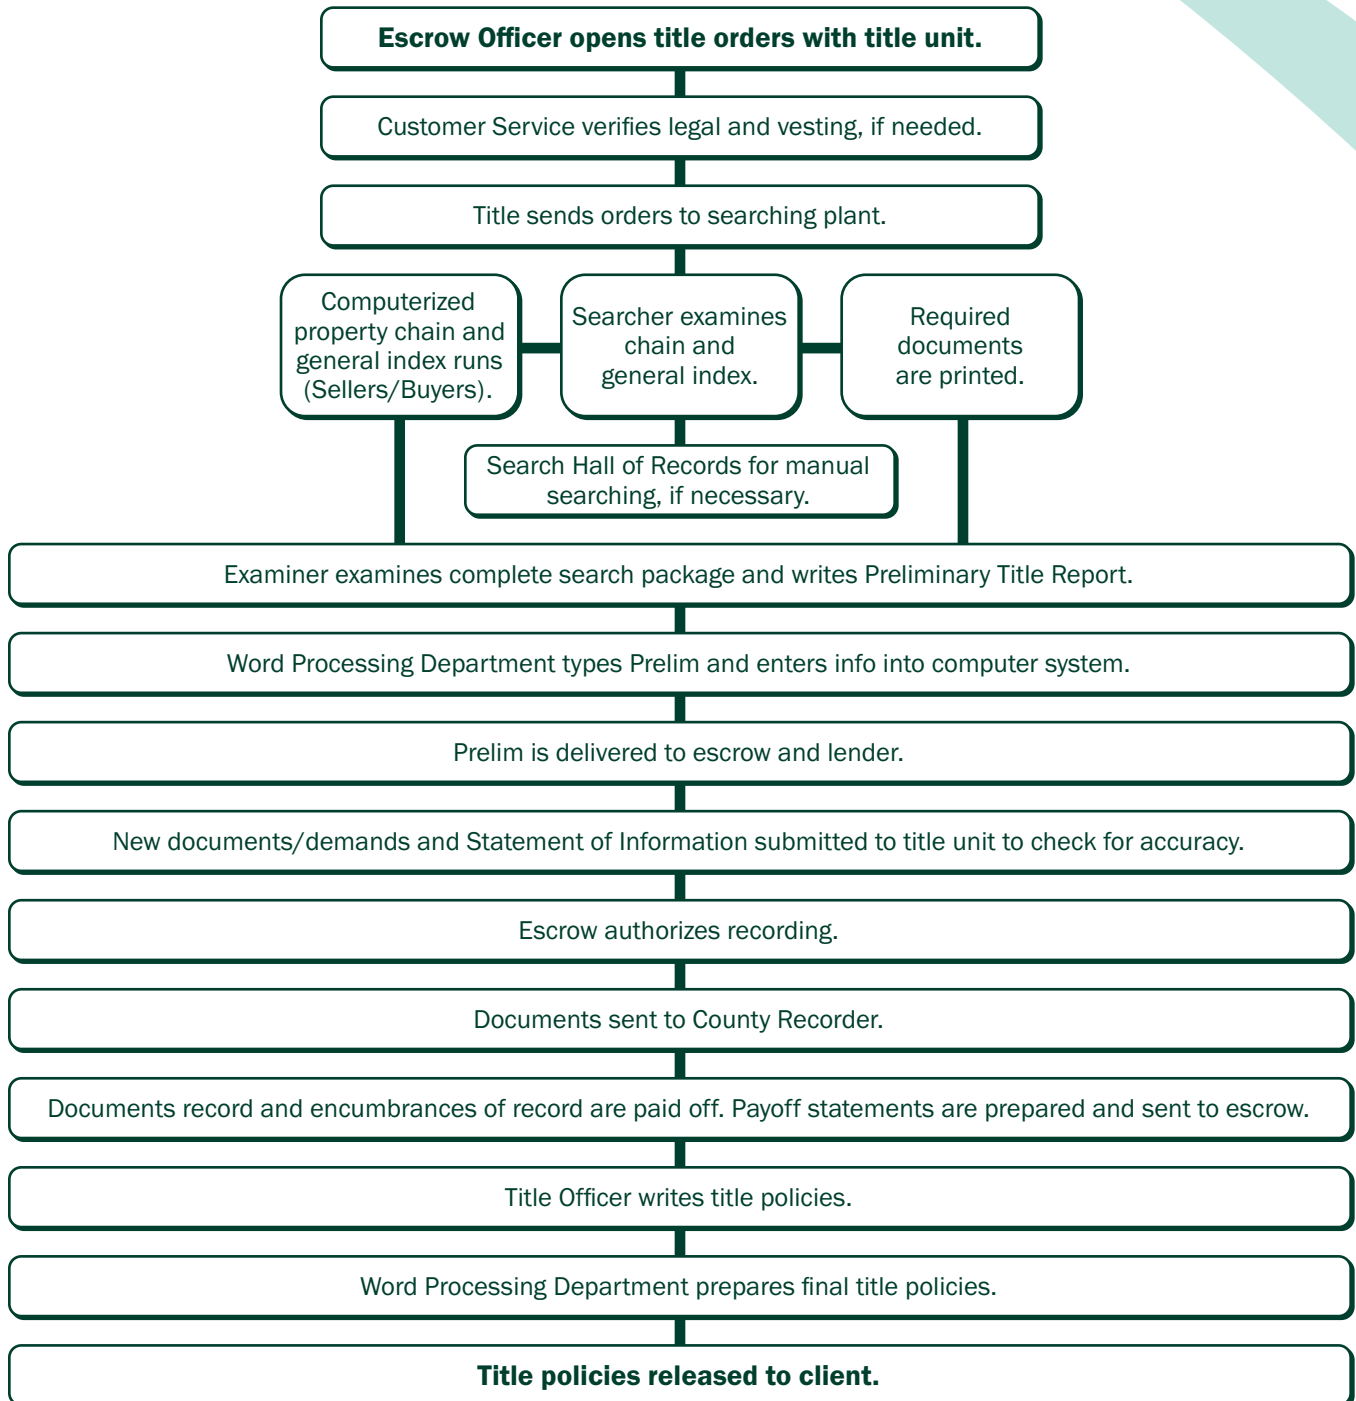 Escrow Officer opens title orders with title unit.
Customer Service verifies legal and vesting, if needed.
Title sends orders to searching plant.
Computerized
property chain and
general index runs
(Sellers/Buyers).
Searcher examines
chain and
general index.
Required
documents
are printed.
Search Hall of Records for manual
searching, if necessary.
Examiner examines complete search package and writes Preliminary Title Report.
Word Processing Department types Prelim and enters info into computer system.
Prelim is delivered to escrow and lender.
New documents/demands and Statement of Information submitted to title unit to check for accuracy.
Escrow authorizes recording.
Documents sent to County Recorder.
Documents record and encumbrances of record are paid off. Payoff statements are prepared and sent to escrow.
Title Officer writes title policies.
Word Processing Department prepares final title policies.
Title policies released to client.